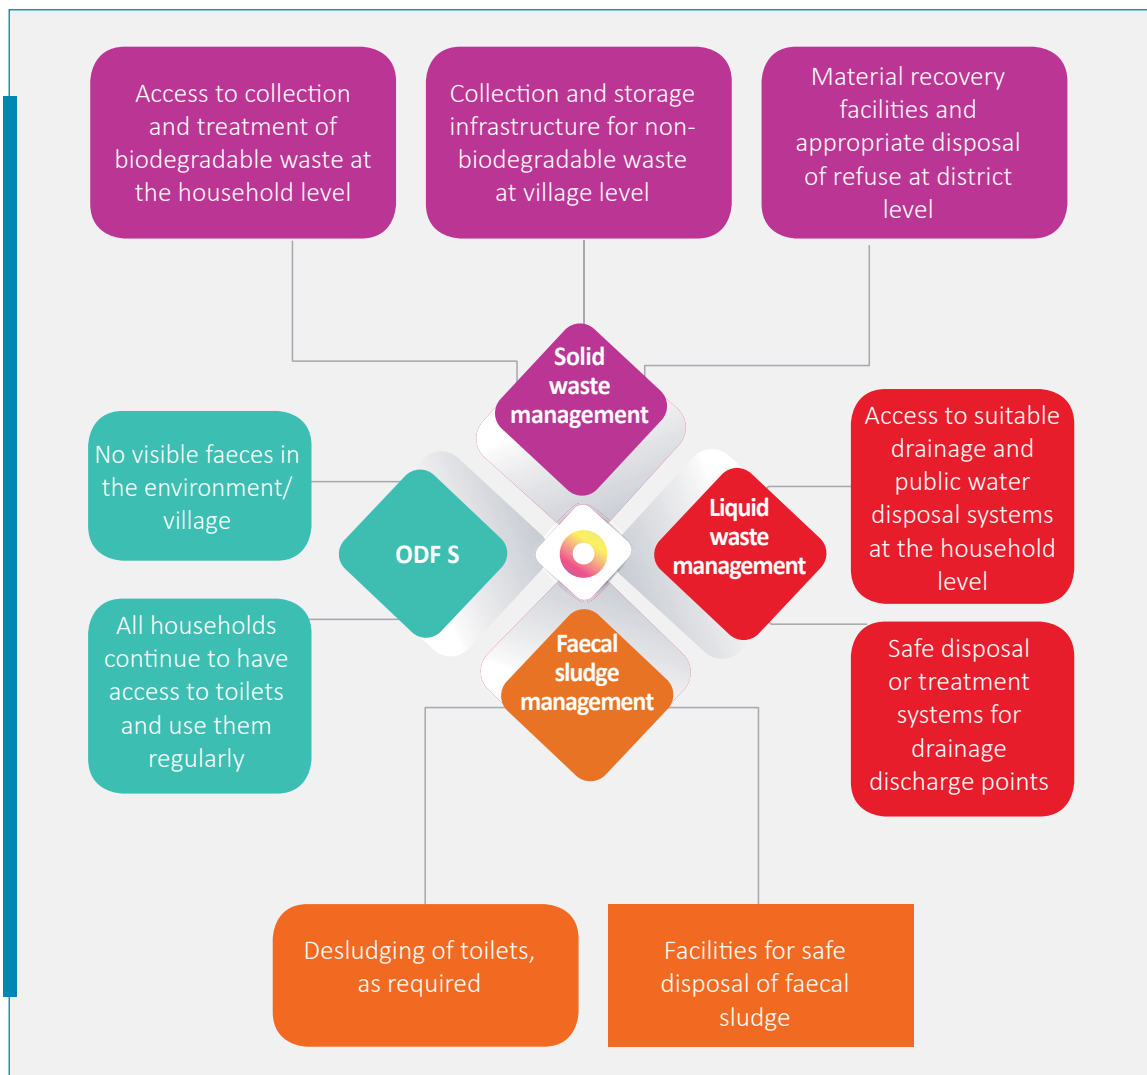 Access to collection
and treatment of
biodegradable waste at
the household level
Collection and storage
infrastructure for non-
biodegradable waste
at village level
Material recovery
facilities and
appropriate disposal
of refuse at district
level
Solid
waste
management
No visible faeces in
the environment/
village
ODF S
All households
continue to have
access to toilets
and use them
regularly
Liquid
waste
management
Access to suitable
drainage and
public water
disposal systems
at the household
level
Safe disposal
or treatment
systems for
drainage
discharge points
Faecal
sludge
management
Desludging of toilets,
as required
Facilities for safe
disposal of faecal
sludge